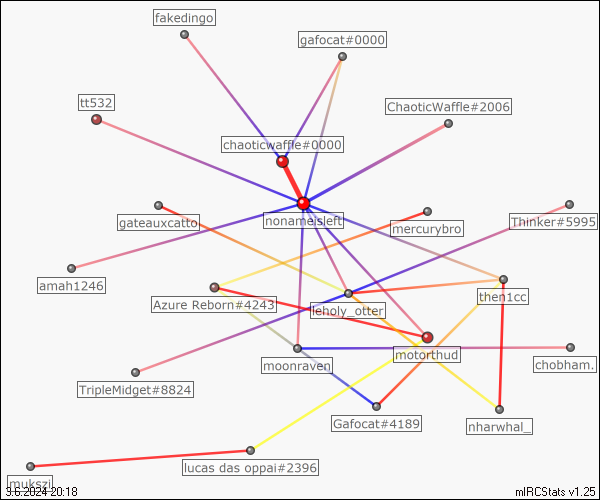 fakedingo
gafocat#0000
tt532
ChaoticWaffle#2006
chaoticwaffle#0000
nonameisleft
gateauxcatto
mercurybro
Thinker#5995
amah1246
Azure Reborn#4243
leholy_otter
then1cc
moonraven
motorthud
chobham.
TripleMidget#8824
Gafocat#4189
nharwhal_
lucas das oppai#2396
mukszi
3.6.2024 20:18
mIRCStats v1.25